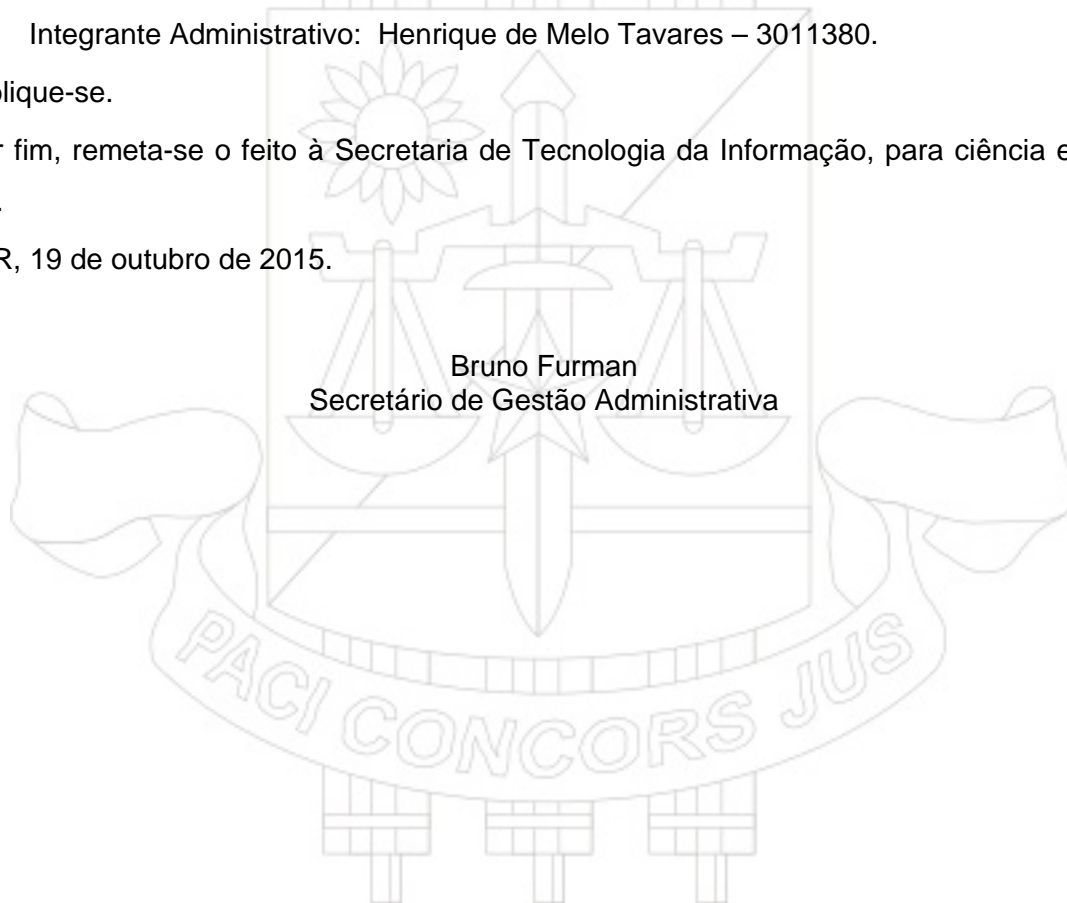 Integrante Administrativo: Henrique de Melo Tavares – 3011380.
olique-se.
r fim, remeta-se o feito à Secretaria de Tecnologia da Informação, para ciência e
.
R, 19 de outubro de 2015.
Bruno Furman
Secretário de Gestão Administrativa
PACI CONCORS JUS